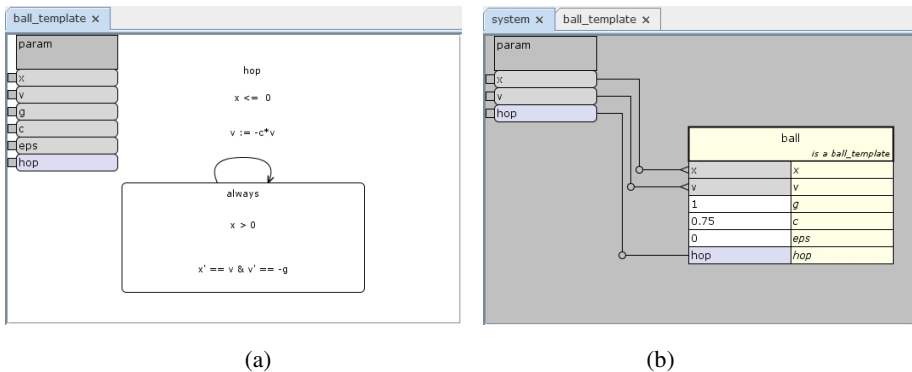 ball_template ×
param
x
v
g
c
eps
hop
hop
x <= 0
v := -c*v
always
x > 0
x' == v & v' == -g
(a)
system × ball_template ×
param
x
v
hop
ball
is a ball_template
x x
v v
1 g
0.75 c
0 eps
hop hop
(b)